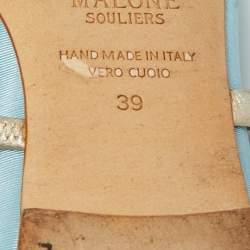 MALONE
SOULIERS
HAND MADE IN ITALY
VERO CUOIO
39